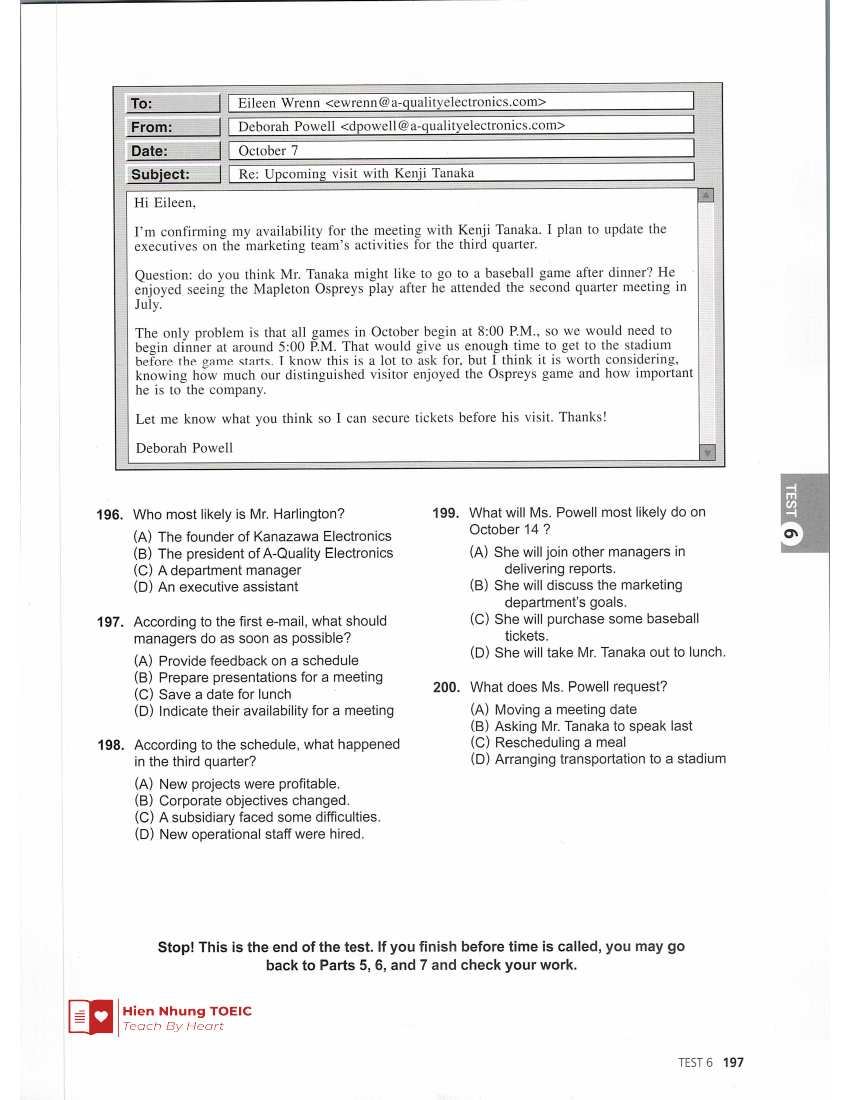 To: Eileen Wrenn <ewrenn@a-qualityelectronics.com>
From: Deborah Powell <dpowell@a-qualityelectronics.com>
Date: October 7
Subject: Re: Upcoming visit with Kenji Tanaka
Hi Eileen,
I'm confirming my availability for the meeting with Kenji Tanaka. I plan to update the
executives on the marketing team's activities for the third quarter.
Question: do you think Mr. Tanaka might like to go to a baseball game after dinner? He
enjoyed seeing the Mapleton Ospreys play after he attended the second quarter meeting in
July.
The only problem is that all games in October begin at 8:00 P.M., so we would need to
begin dinner at around 5:00 P.M. That would give us enough time to get to the stadium
before the game starts. I know this is a lot to ask for, but I think it is worth considering,
knowing how much our distinguished visitor enjoyed the Ospreys game and how important
he is to the company.
Let me know what you think so I can secure tickets before his visit. Thanks!
Deborah Powell
196. Who most likely is Mr. Harlington?
(A) The founder of Kanazawa Electronics
(B) The president of A-Quality Electronics
(C) A department manager
(D) An executive assistant
197. According to the first e-mail, what should
managers do as soon as possible?
(A) Provide feedback on a schedule
(B) Prepare presentations for a meeting
(C) Save a date for lunch
(D) Indicate their availability for a meeting
198. According to the schedule, what happened
in the third quarter?
(A) New projects were profitable.
(B) Corporate objectives changed.
(C) A subsidiary faced some difficulties.
(D) New operational staff were hired.
199. What will Ms. Powell most likely do on
October 14 ?
(A) She will join other managers in
delivering reports.
(B) She will discuss the marketing
department's goals.
(C) She will purchase some baseball
tickets.
(D) She will take Mr. Tanaka out to lunch.
200. What does Ms. Powell request?
(A) Moving a meeting date
(B) Asking Mr. Tanaka to speak last
(C) Rescheduling a meal
(D) Arranging transportation to a stadium
TEST 6
Stop! This is the end of the test. If you finish before time is called, you may go
back to Parts 5, 6, and 7 and check your work.
Hien Nhung TOEIC
Teach By Heart
TEST 6 197